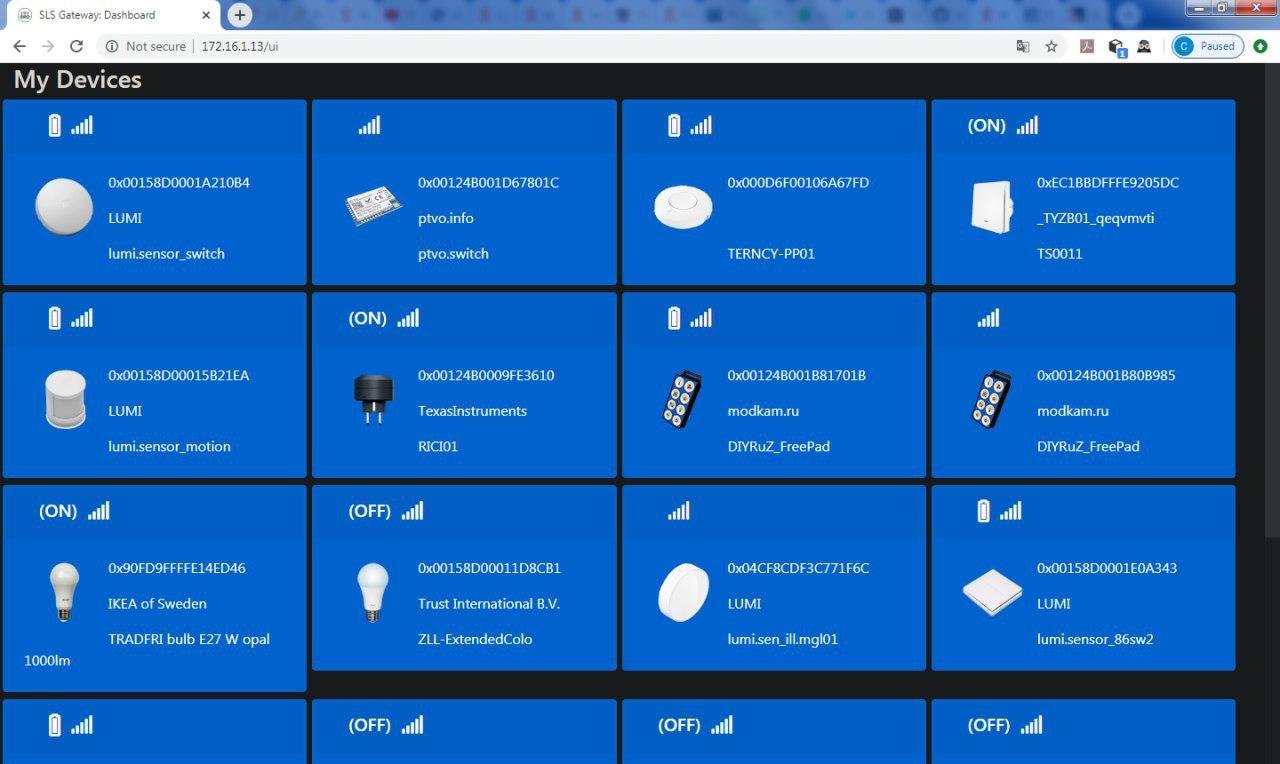 SLS Gateway: Dashboard
Not secure
172.16.1.13/ui
1
C
Paused
My Devices
0x00158D0001A210B4
LUMI
lumi.sensor_switch
0x00124B001D67801C
ptvo.info
ptvo.switch
0x000D6F00106A67FD
TERNCY-PP01
(ON)
0xEC1BBDFFFE9205DC
_TYZB01_qeqvmvti
TS0011
0x00158D00015B21EA
LUMI
lumi.sensor_motion
(ON)
0x00124B0009FE3610
TexasInstruments
RICI01
0x00124B001B81701B
modkam.ru
DIYRuZ_FreePad
0x00124B001B80B985
modkam.ru
DIYRuZ_FreePad
(ON)
0x90FD9FFFFE14ED46
IKEA of Sweden
TRADFRI bulb E27 W opal
1000lm
(OFF)
0x00158D00011D8CB1
Trust International B.V.
ZLL-ExtendedColo
0x04CF8CDF3C771F6C
LUMI
lumi.sen_ill.mgl01
0x00158D0001E0A343
LUMI
lumi.sensor_86sw2
(OFF)
(OFF)
(OFF)